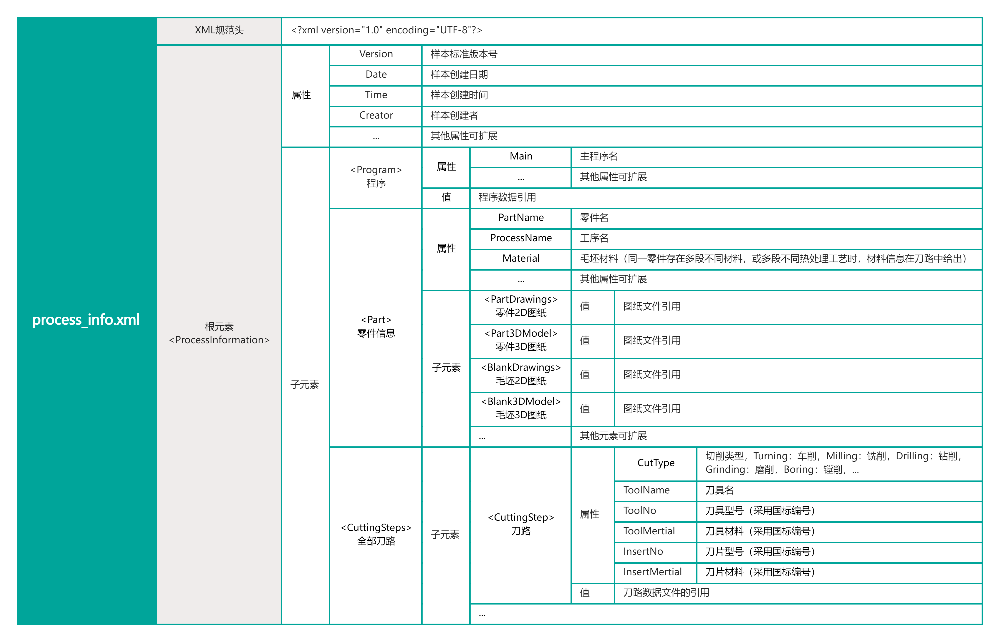 process_info.xml
XML规范头
<?xml version="1.0" encoding="UTF-8"?>
根元素
<ProcessInformation>
属性
Version
样本标准版本号
Date
样本创建日期
Time
样本创建时间
Creator
样本创建者
...
其他属性可扩展
子元素
<Program>
程序
属性
Main
主程序名
...
其他属性可扩展
值
程序数据引用
<Part>
零件信息
属性
PartName
零件名
ProcessName
工序名
Material
毛坯材料（同一零件存在多段不同材料，或多段不同热处理工艺时，材料信息在刀路中给出）
...
其他属性可扩展
子元素
<PartDrawings>
零件2D图纸
值
图纸文件引用
<Part3DModel>
零件3D图纸
值
图纸文件引用
<BlankDrawings>
毛坯2D图纸
值
图纸文件引用
<Blank3DModel>
毛坯3D图纸
值
图纸文件引用
...
其他元素可扩展
<CuttingSteps>
全部刀路
子元素
<CuttingStep>
刀路
属性
CutType
切削类型，Turning：车削，Milling：铣削，Drilling：钻削，
Grinding：磨削，Boring：镗削，...
ToolName
刀具名
ToolNo
刀具型号（采用国标编号）
ToolMertial
刀具材料（采用国标编号）
InsertNo
刀片型号（采用国标编号）
InsertMertial
刀片材料（采用国标编号）
值
刀路数据文件的引用
...